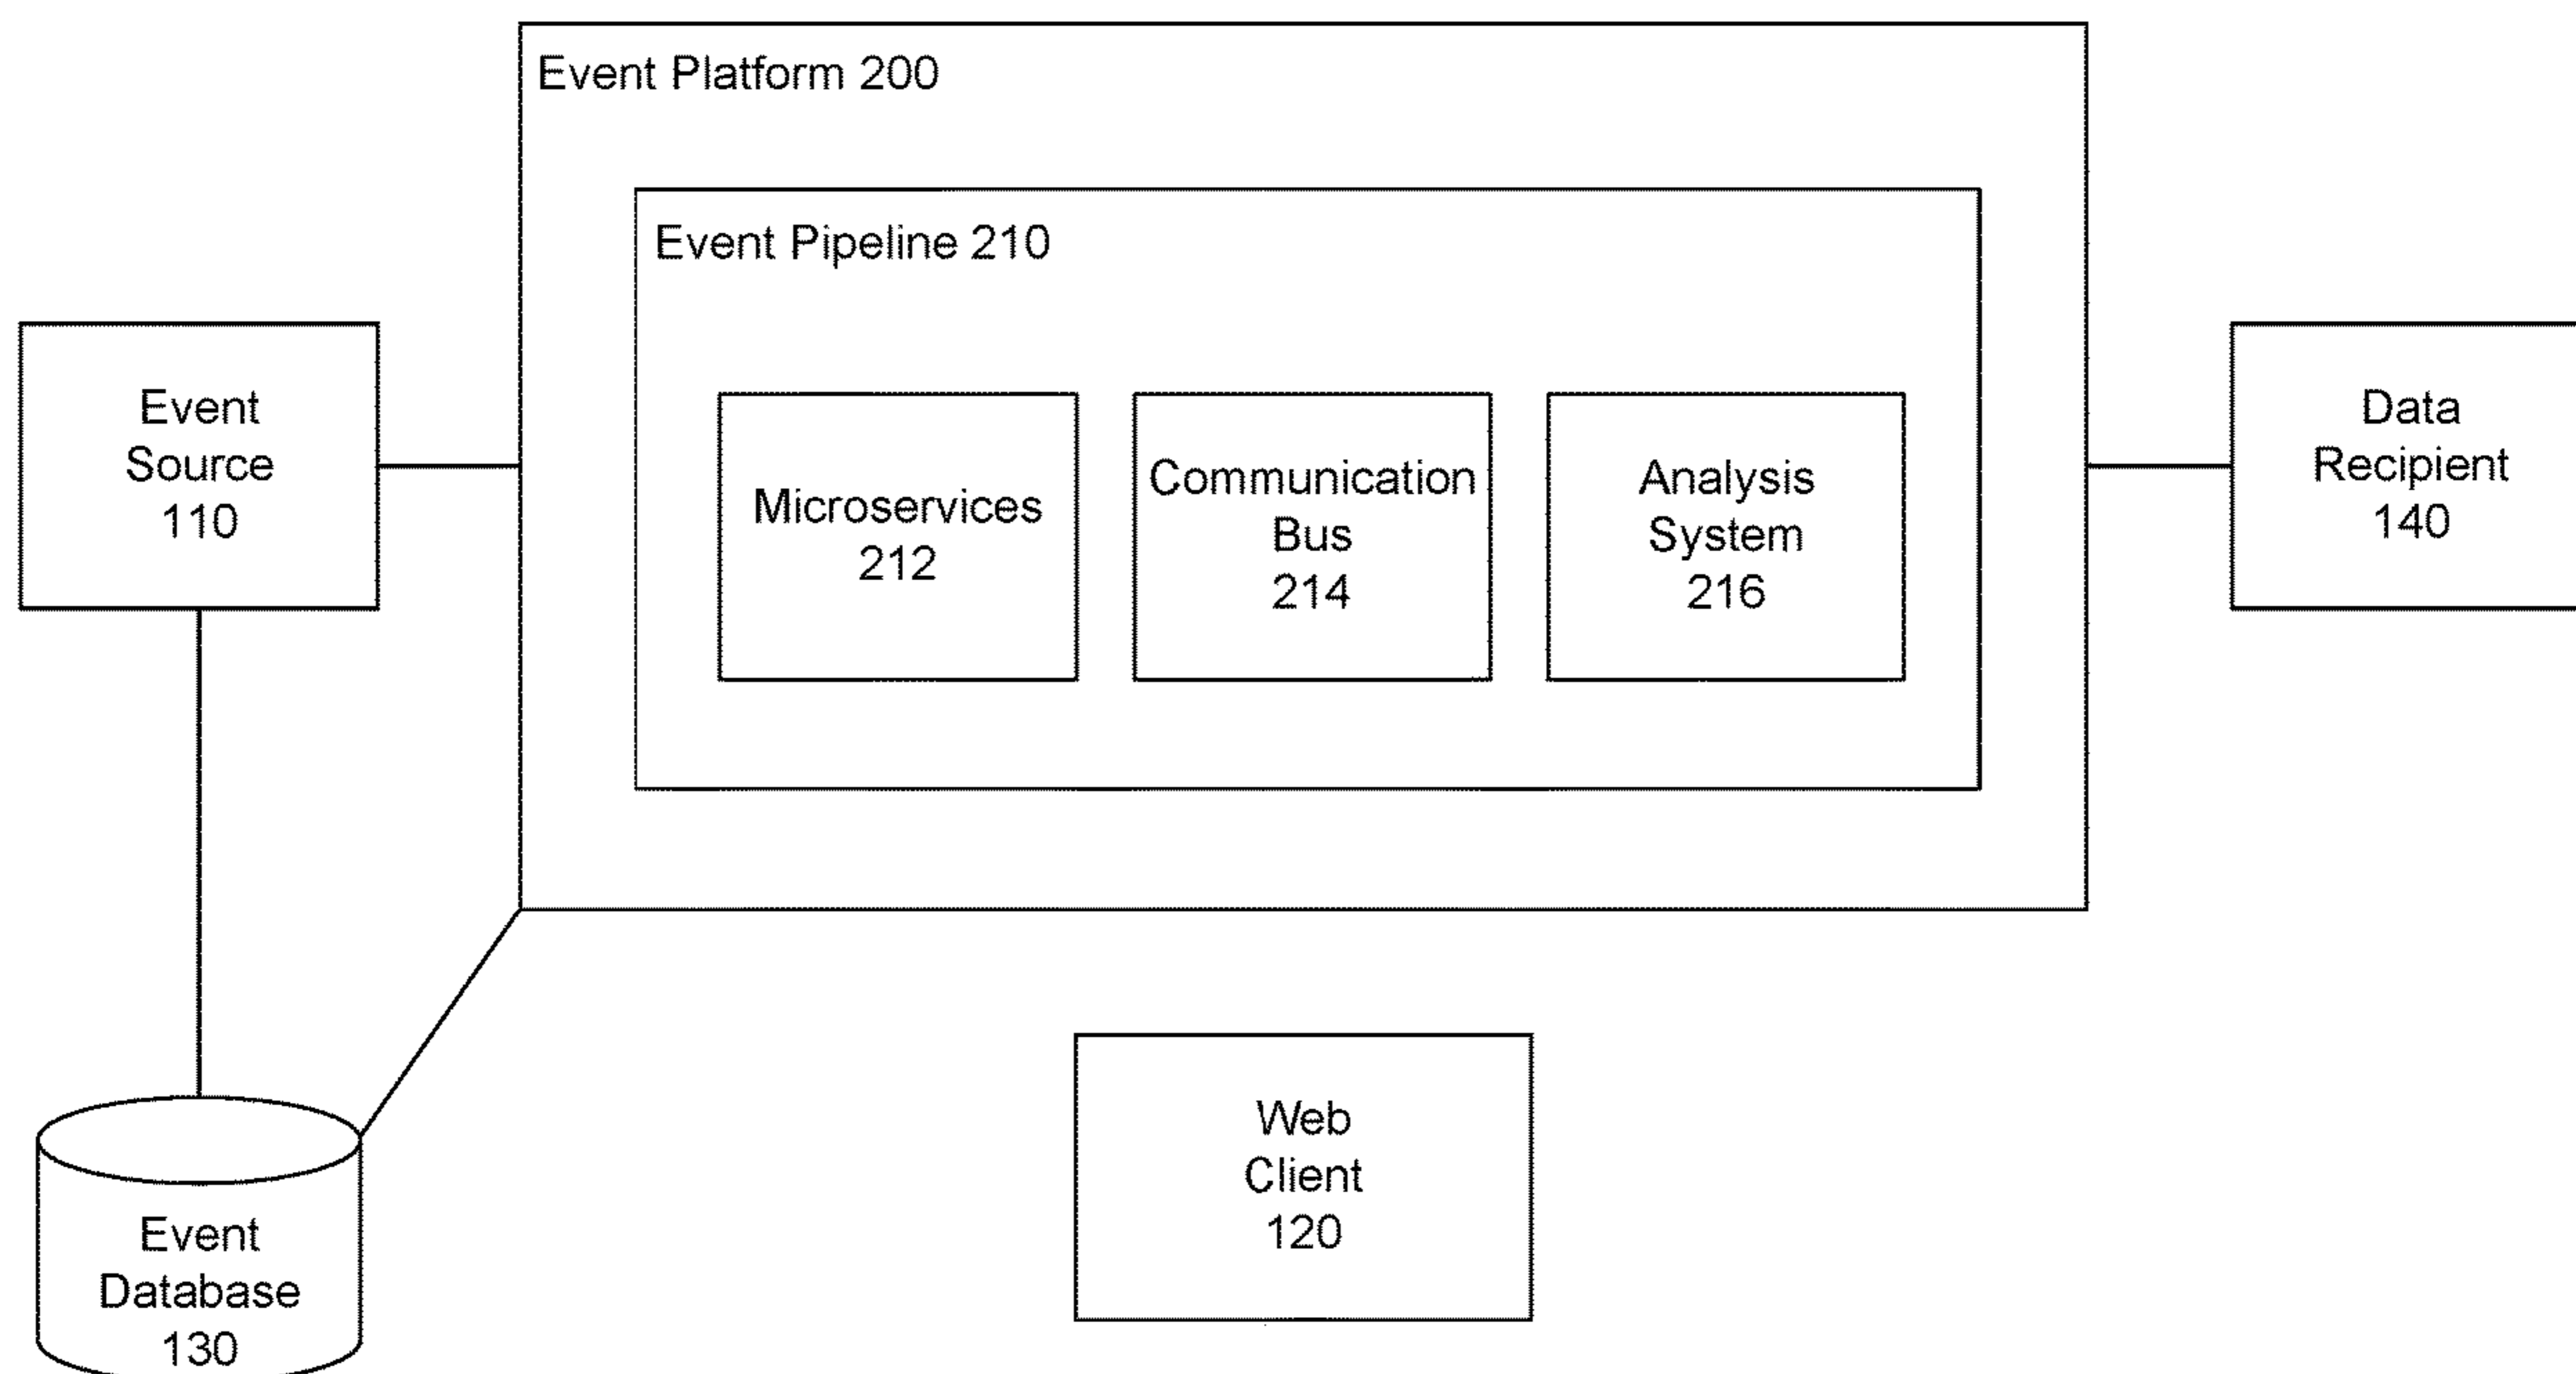 Event Platform 200
Event Pipeline 210
Event
Source
110
Microservices
212
Communication
Bus
214
Analysis
System
216
Data
Recipient
140
Web
Client
120
Event
Database
130